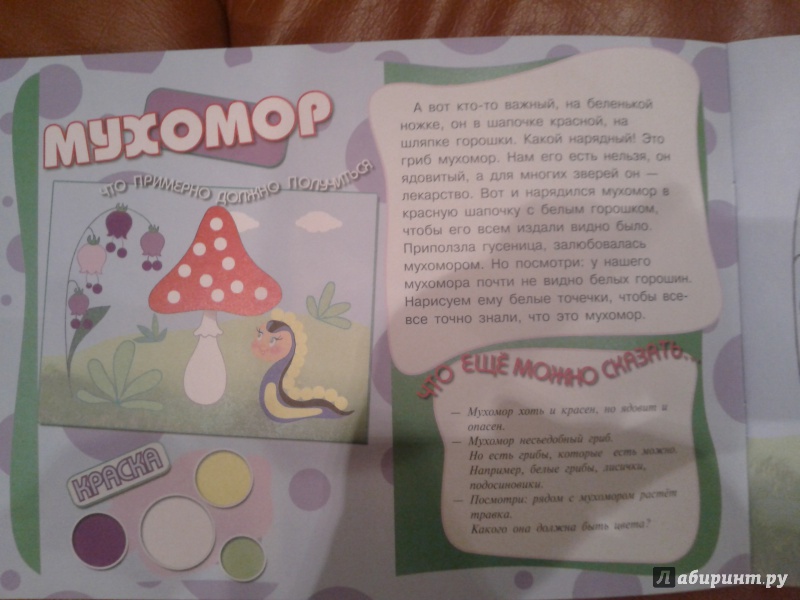 МУХОМОР
ЧТО ПРИМЕРНО ДОЛЖНО ПОЛУЧИТЬСЯ
КРАСКА
А вот кто-то важный, на беленькой
ножке, он в шапочке красной, на
шляпке горошки. Какой нарядный! Это
гриб мухомор. Нам его есть нельзя, он
ядовитый, а для многих зверей он —
лекарство. Вот и нарядился мухомор в
красную шапочку с белым горошком,
чтобы его всем издали видно было.
Приползла гусеница, залюбовалась
мухомором. Но посмотри: у нашего
мухомора почти не видно белых горошин.
Нарисуем ему белые точечки, чтобы все-
все точно знали, что это мухомор.
ЧТО ЕЩЁ МОЖНО СКАЗАТЬ...
— Мухомор хоть и красен, но ядовит и
опасен.
— Мухомор несъедобный гриб.
Но есть грибы, которые есть можно.
Например, белые грибы, лисички,
подосиновики.
— Посмотри: рядом с мухомором растёт
травка.
Какого она должна быть цвета?
Лабиринт.ру